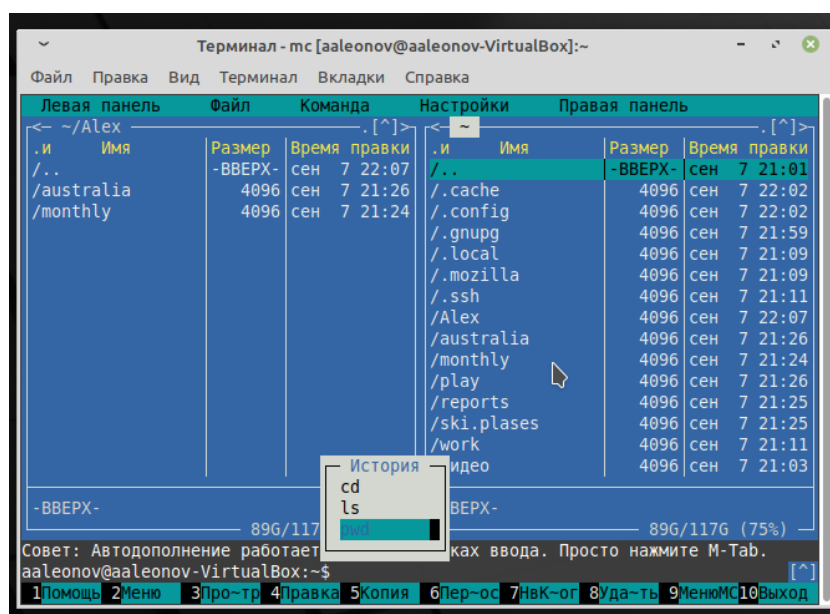 Терминал - mc [aaleonov@aaleonov-VirtualBox]:~
Файл Правка Вид Терминал Вкладки Справка
Левая панель Файл Команда Настройки Правая панель
<— ~/Alex .[^]> <— ~ .[^]>
.и Имя Размер Время правки .и Имя Размер Время правки
/.. -ВВЕРХ- сен 7 22:07 /.. -ВВЕРХ- сен 7 21:01
/australia 4096 сен 7 21:26 /.cache 4096 сен 7 22:02
/monthly 4096 сен 7 21:24 /.config 4096 сен 7 22:02
/.gnupg 4096 сен 7 21:59
/.local 4096 сен 7 21:09
/.mozilla 4096 сен 7 21:09
/.ssh 4096 сен 7 21:11
/Alex 4096 сен 7 22:07
/australia 4096 сен 7 21:26
/monthly 4096 сен 7 21:24
/play 4096 сен 7 21:26
/reports 4096 сен 7 21:25
/ski.plases 4096 сен 7 21:25
/work 4096 сен 7 21:11
идео 4096 сен 7 21:03
История
cd
ls
pwd
-ВВЕРХ- ВЕРХ-
89G/117 89G/117G (75%)
Совет: Автодополнение работает ках ввода. Просто нажмите M-Tab.
aaleonov@aaleonov-VirtualBox:~$ [^]
1Помощь 2Меню 3Про~тр 4Правка 5Копия 6Пер~ос 7НвК~ог 8Уда~ть 9МенюMC 10Выход